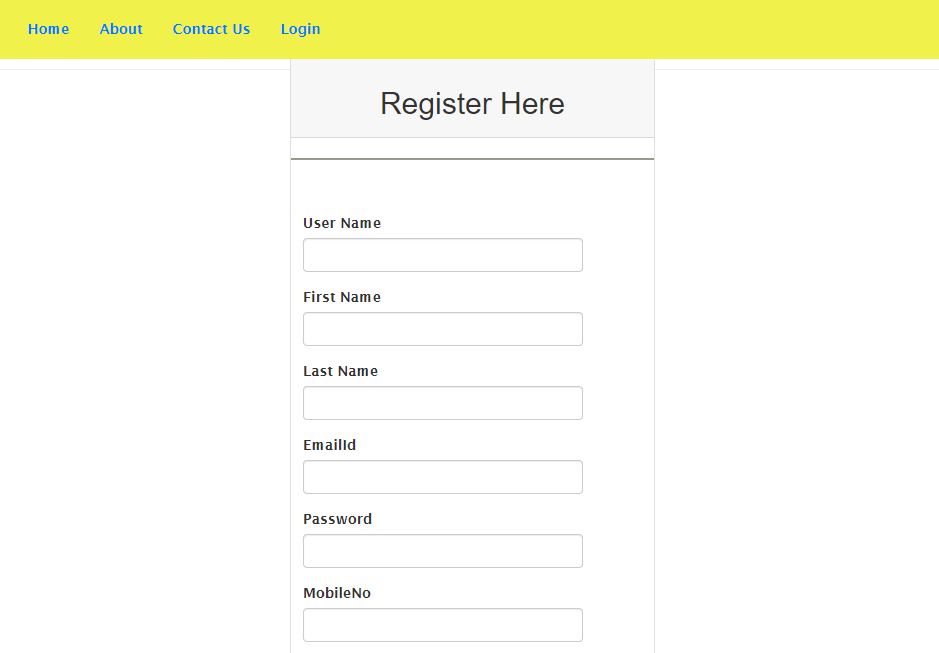 Home About Contact Us Login
Register Here
User Name
First Name
Last Name
EmailId
Password
MobileNo